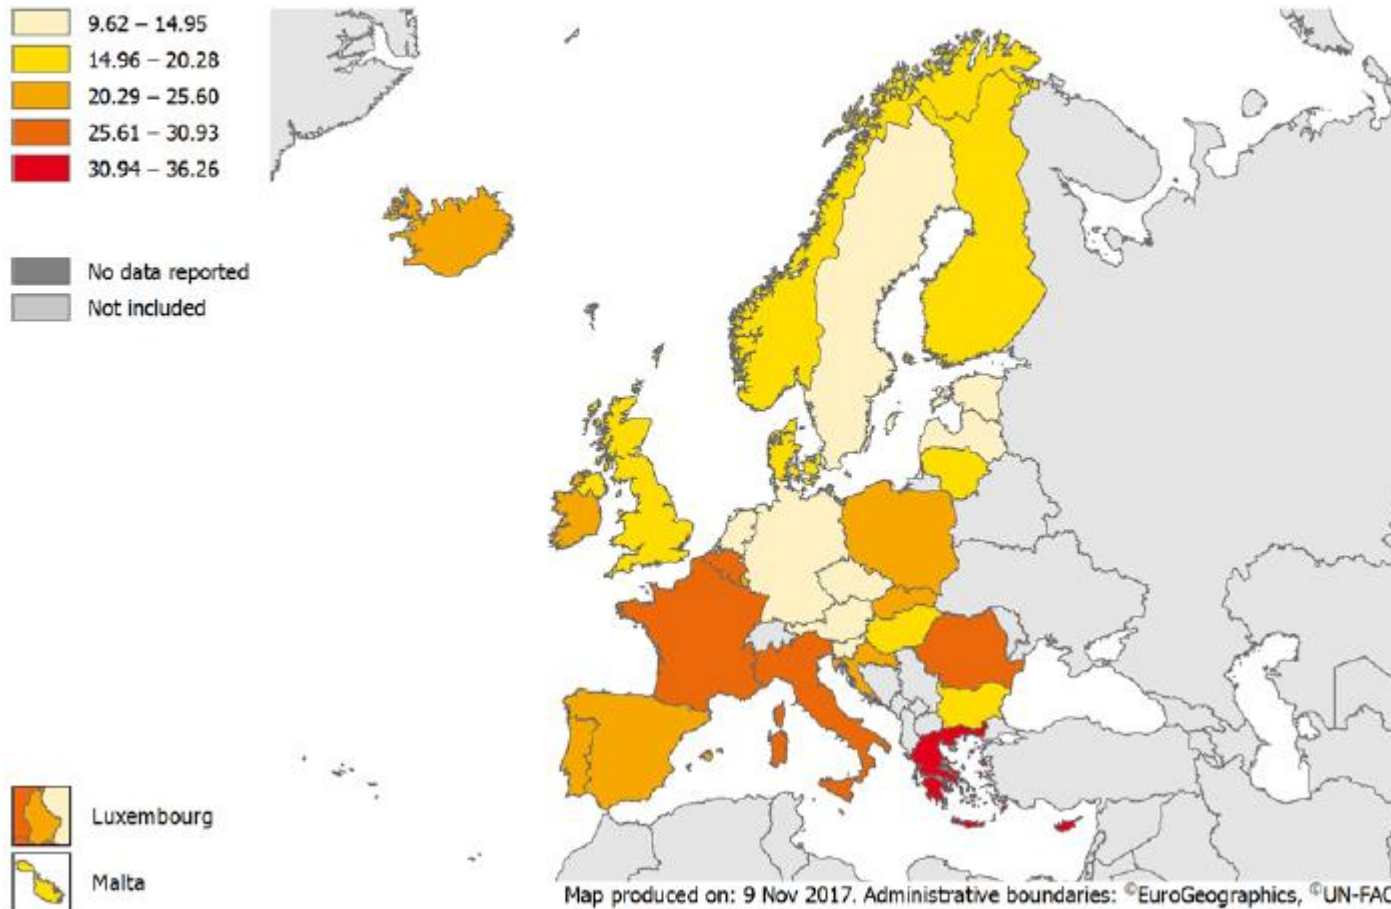 9.62 – 14.95
14.96 – 20.28
20.29 – 25.60
25.61 – 30.93
30.94 – 36.26
No data reported
Not included
Luxembourg
Malta
Map produced on: 9 Nov 2017. Administrative boundaries: ©EuroGeographics, ©UN-FAO